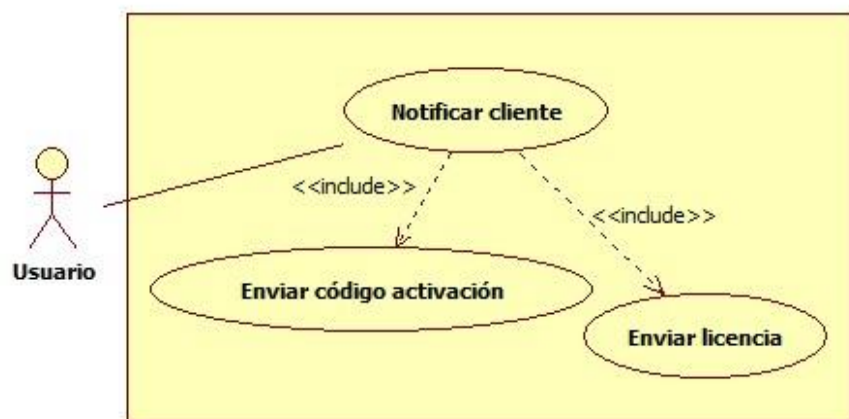 Notificar cliente
<<include>>
<<include>>
Usuario
Enviar código activación
Enviar licencia